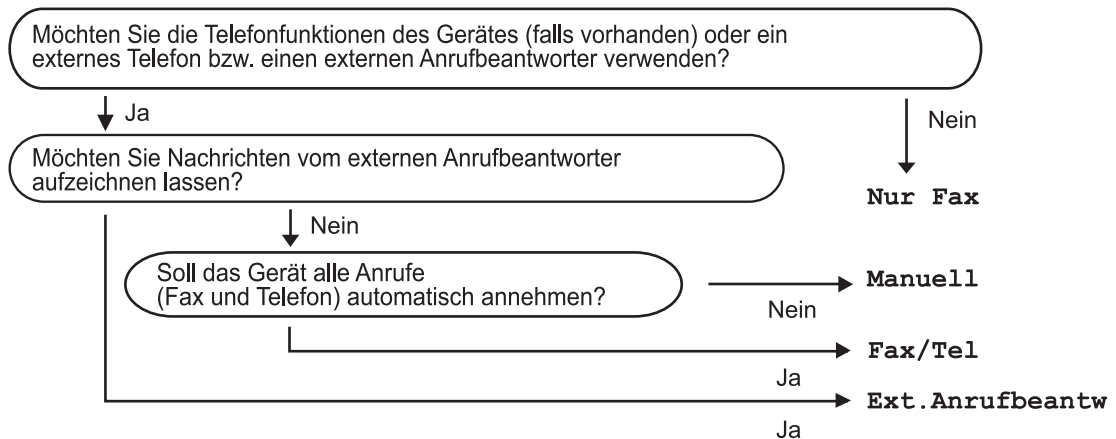 Möchten Sie die Telefonfunktionen des Gerätes (falls vorhanden) oder ein
externes Telefon bzw. einen externen Anrufbeantworter verwenden?
Ja
Nein
Möchten Sie Nachrichten vom externen Anrufbeantworter
aufzeichnen lassen?
Nur Fax
Nein
Soll das Gerät alle Anrufe
(Fax und Telefon) automatisch annehmen?
Manuell
Nein
Fax/Tel
Ja
Ext.Anrufbeantw
Ja